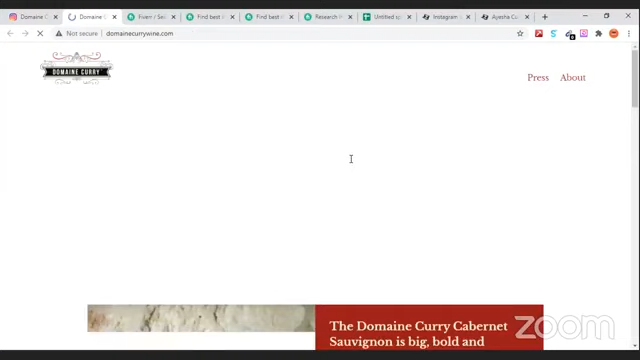 Domaine C
Domaine C
Fiverr / Sea
Find best i
Find best i
Research H
Untitled sp
Instagram
Ayesha Cu
Not secure
domainecurrywine.com
DOMAINE CURRY
Press About
The Domaine Curry Cabernet
Sauvignon is big, bold and
zoom